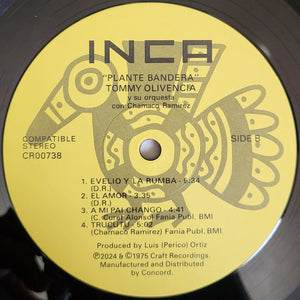 INCA
"PLANTE BANDERA"
TOMMY OLIVENCIA
y su orquesta
con Chamaco Ramirez
COMPATIBLE
STEREO
CR00738
SIDE B
1. EVELIO Y LA RUMBA - 5:34
(D.R.)
2. EL AMOR - 3:35
(D.R.)
3. A MI PAI CHANGO - 4:41
(C. Curet Alonso) Fania Publ. BMI
4. TRUCUTU - 5:02
(Chamaco Ramirez) Fania Publ. BMI
Produced by Luis (Perico) Ortiz
℗2024 & ©1975 Craft Recordings.
Manufactured and Distributed
by Concord.